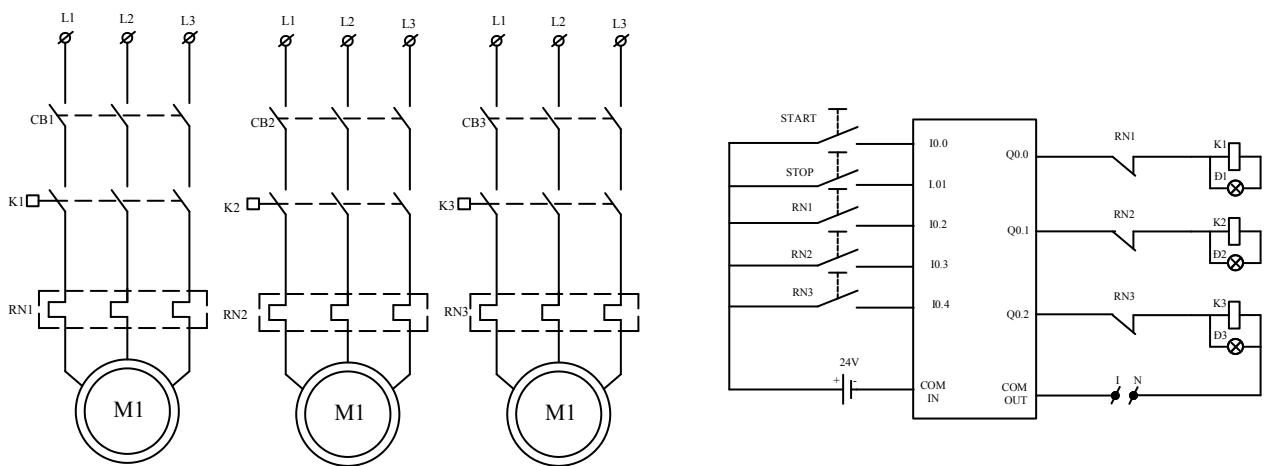 L1 L2 L3
CB1
K1
RN1
M1
L1 L2 L3
CB2
K2
RN2
M1
L1 L2 L3
CB3
K3
RN3
M1
START
STOP
RN1
RN2
RN3
24V
+ -
I0.0
I.01
I0.2
I0.3
I0.4
COM
IN
Q0.0
Q0.1
Q0.2
COM
OUT
RN1
K1
Đ1
RN2
K2
Đ2
RN3
K3
Đ3
I N